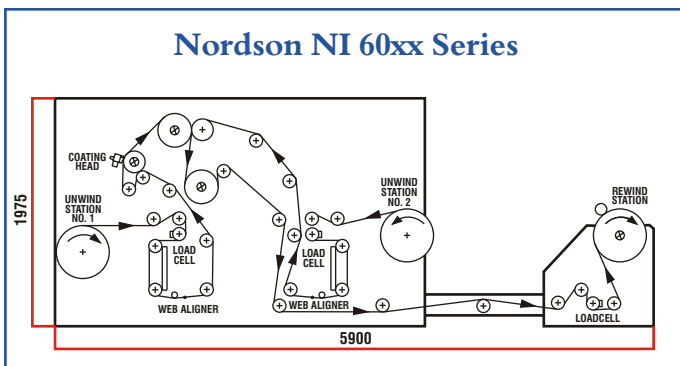 Nordson NI 60xx Series
COATING
HEAD
UNWIND
STATION
NO. 1
LOAD
CELL
WEB ALIGNER
UNWIND
STATION
NO. 2
LOAD
CELL
WEB ALIGNER
REWIND
STATION
LOADCELL
1975
5900